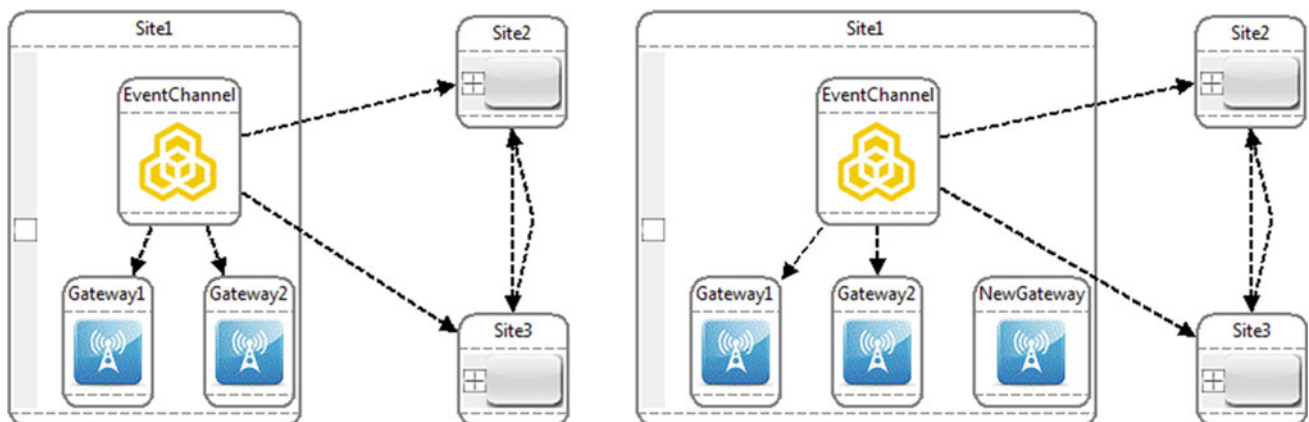 Site1
Site2
EventChannel
Gateway1
Gateway2
Site3
Site1
Site2
EventChannel
Gateway1
Gateway2
NewGateway
Site3